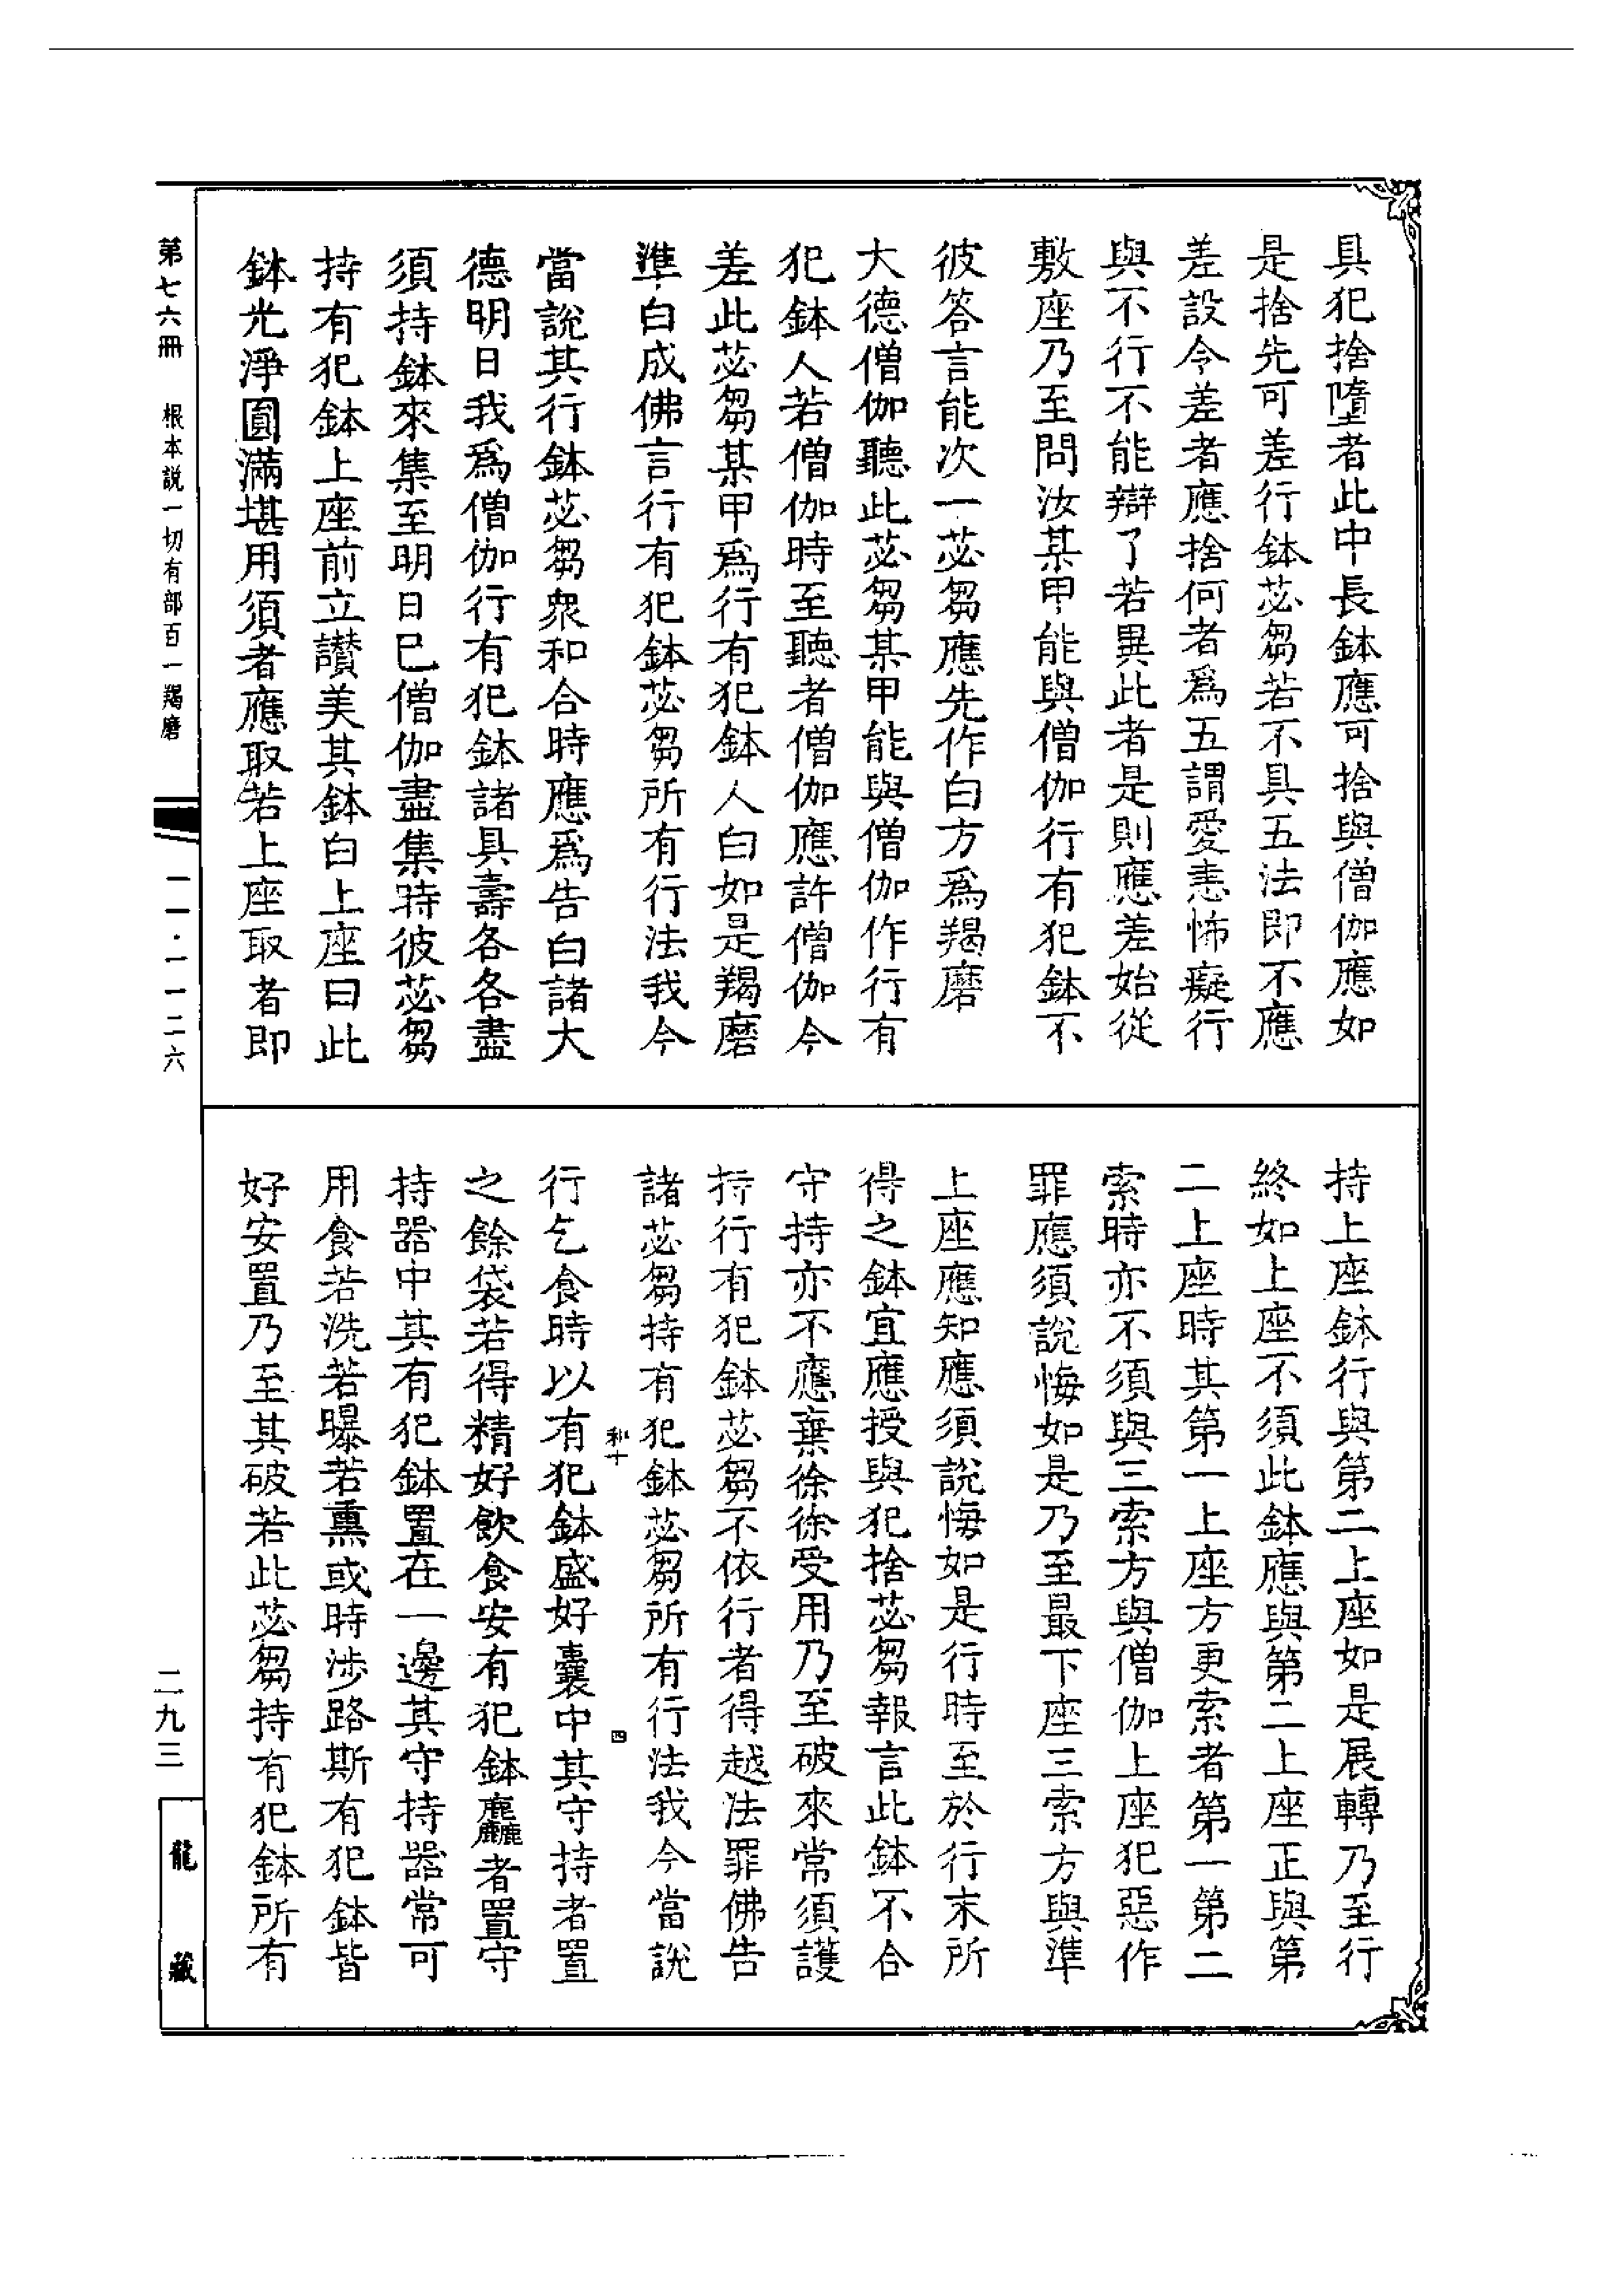 具犯捨墮者此中長鉢應可捨與僧伽應如
是捨先可差行鉢苾芻若不具五法即不應
差設令差者應捨何者爲五謂愛恚怖癡行
與不行不能辯了若異此者是則應差始從
敷座乃至問汝某甲能與僧伽行有犯鉢不
彼答言能次一苾芻應先作白方爲羯磨
大德僧伽聽此苾芻某甲能與僧伽作行有
犯鉢人若僧伽時至聽者僧伽應許僧伽今
差此苾芻某甲爲行有犯鉢人白如是羯磨
準白成佛言行有犯鉢苾芻所有行法我今
當說其行鉢苾芻衆和合時應爲告白諸大
德明日我爲僧伽行有犯鉢諸具壽各各盡
須持鉢來集至明日已僧伽盡集時彼苾芻
持有犯鉢上座前立讃美其鉢白上座曰此
鉢光淨圓滿堪用須者應取若上座取者即
持上座鉢行與第二上座如是展轉乃至行
終如上座不須此鉢應與第二上座正與第
二上座時其第一上座方更索者第一第二
索時亦不須與三索方與僧伽上座犯惡作
罪應須說悔如是乃至最下座三索方與準
上座應知應須說悔如是行時至於行末所
得之鉢宜應授與犯捨苾芻報言此鉢不合
守持亦不應棄徐徐受用乃至破來常須護
持行有犯鉢苾芻不依行者得越法罪佛告
諸苾芻持有犯鉢苾芻所有行法我今當說
和十
四
行乞食時以有犯鉢盛好囊中其守持者置
之餘袋若得精好飲食安有犯鉢麤者置守
持器中其有犯鉢置在一邊其守持器常可
用食若洗若曝若熏或時涉路斯有犯鉢皆
好安置乃至其破若此苾芻持有犯鉢所有
第七六冊 根本說一切有部百一羯磨
一一·一一二六
二九三
龍藏